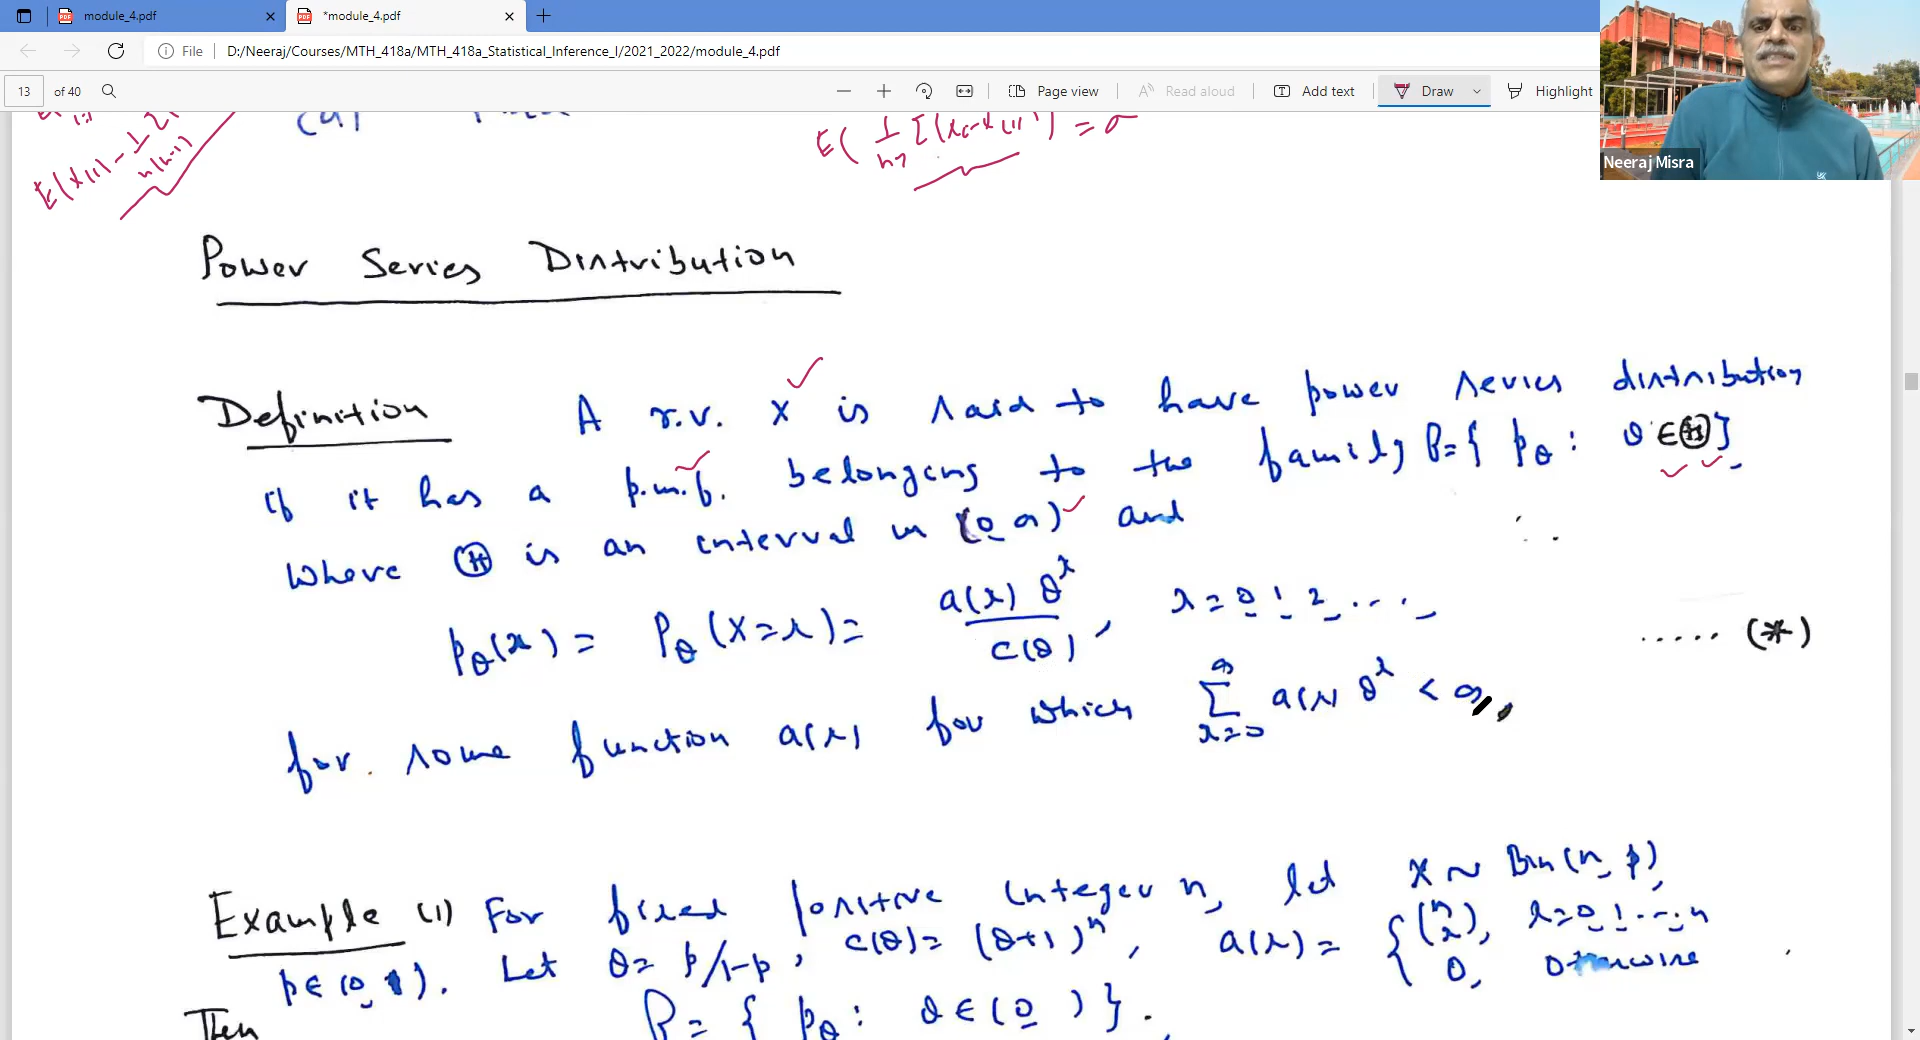 module_4.pdf
*module_4.pdf
File D:/Neeraj/Courses/MTH_418a/MTH_418a_Statistical_Inference_I/2021_2022/module_4.pdf
13 of 40 Page view Read aloud Add text Draw Highlight
Neeraj Misra
Power Series Distribution
Definition A r.v. X is said to have power series distribution
if it has a p.m.f. belonging to the family P={ pθ : θ ∈ Ⓗ},
where Ⓗ is an interval in (0, ∞) and
pθ(x) = Pθ(X=x) = a(x) θ^x / c(θ), x = 0, 1, 2, ... ..... (*)
for some function a(x) for which ∑_{x=0}^{∞} a(x) θ^x < ∞,
Example (1) For fixed positive integer n, let X ~ Bin(n, p),
p ∈ (0, 1). Let θ = p/1-p, c(θ) = (θ+1)^n, a(x) = { (n x), x=0, 1, ..., n
0, otherwise
Then P = { pθ : θ ∈ (0, )}.